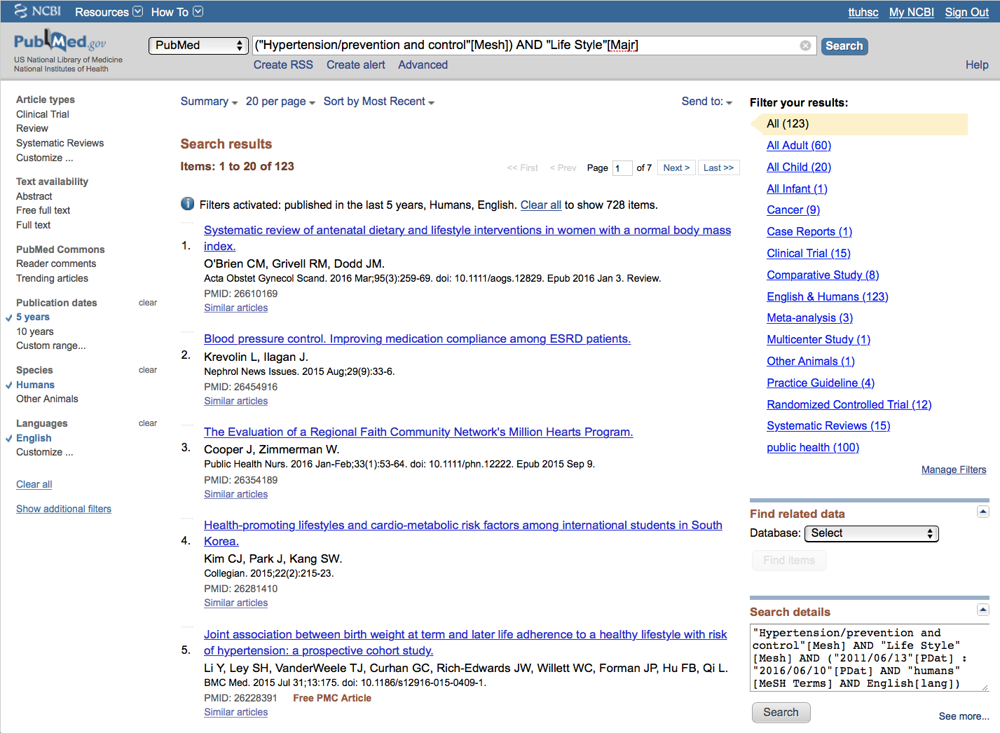 NCBI Resources How To ttuhsc My NCBI Sign Out
PubMed.gov
US National Library of Medicine
National Institutes of Health
PubMed ("Hypertension/prevention and control"[Mesh]) AND "Life Style"[Majr] Search
Create RSS Create alert Advanced Help
Article types
Clinical Trial
Review
Systematic Reviews
Customize ...
Text availability
Abstract
Free full text
Full text
PubMed Commons
Reader comments
Trending articles
Publication dates clear
5 years
10 years
Custom range...
Species clear
Humans
Other Animals
Languages clear
English
Customize ...
Clear all
Show additional filters
Summary 20 per page Sort by Most Recent Send to:
Search results
Items: 1 to 20 of 123
<< First < Prev Page 1 of 7 Next > Last >>
Filters activated: published in the last 5 years, Humans, English. Clear all to show 728 items.
Systematic review of antenatal dietary and lifestyle interventions in women with a normal body mass
1. index.
O'Brien CM, Grivell RM, Dodd JM.
Acta Obstet Gynecol Scand. 2016 Mar;95(3):259-69. doi: 10.1111/aogs.12829. Epub 2016 Jan 3. Review.
PMID: 26610169
Similar articles
Blood pressure control. Improving medication compliance among ESRD patients.
2. Krevolin L, Ilagan J.
Nephrol News Issues. 2015 Aug;29(9):33-6.
PMID: 26454916
Similar articles
The Evaluation of a Regional Faith Community Network's Million Hearts Program.
3. Cooper J, Zimmerman W.
Public Health Nurs. 2016 Jan-Feb;33(1):53-64. doi: 10.1111/phn.12222. Epub 2015 Sep 9.
PMID: 26354189
Similar articles
Health-promoting lifestyles and cardio-metabolic risk factors among international students in South
4. Korea.
Kim CJ, Park J, Kang SW.
Collegian. 2015;22(2):215-23.
PMID: 26281410
Similar articles
Joint association between birth weight at term and later life adherence to a healthy lifestyle with risk
5. of hypertension: a prospective cohort study.
Li Y, Ley SH, VanderWeele TJ, Curhan GC, Rich-Edwards JW, Willett WC, Forman JP, Hu FB, Qi L.
BMC Med. 2015 Jul 31;13:175. doi: 10.1186/s12916-015-0409-1.
PMID: 26228391 Free PMC Article
Similar articles
Filter your results:
All (123)
All Adult (60)
All Child (20)
All Infant (1)
Cancer (9)
Case Reports (1)
Clinical Trial (15)
Comparative Study (8)
English & Humans (123)
Meta-analysis (3)
Multicenter Study (1)
Other Animals (1)
Practice Guideline (4)
Randomized Controlled Trial (12)
Systematic Reviews (15)
public health (100)
Manage Filters
Find related data
Database: Select
Find items
Search details
"Hypertension/prevention and
control"[Mesh] AND "Life Style"
[Mesh] AND ("2011/06/13"[PDat] :
"2016/06/10"[PDat] AND "humans"
[MeSH Terms] AND English[lang])
Search
See more...